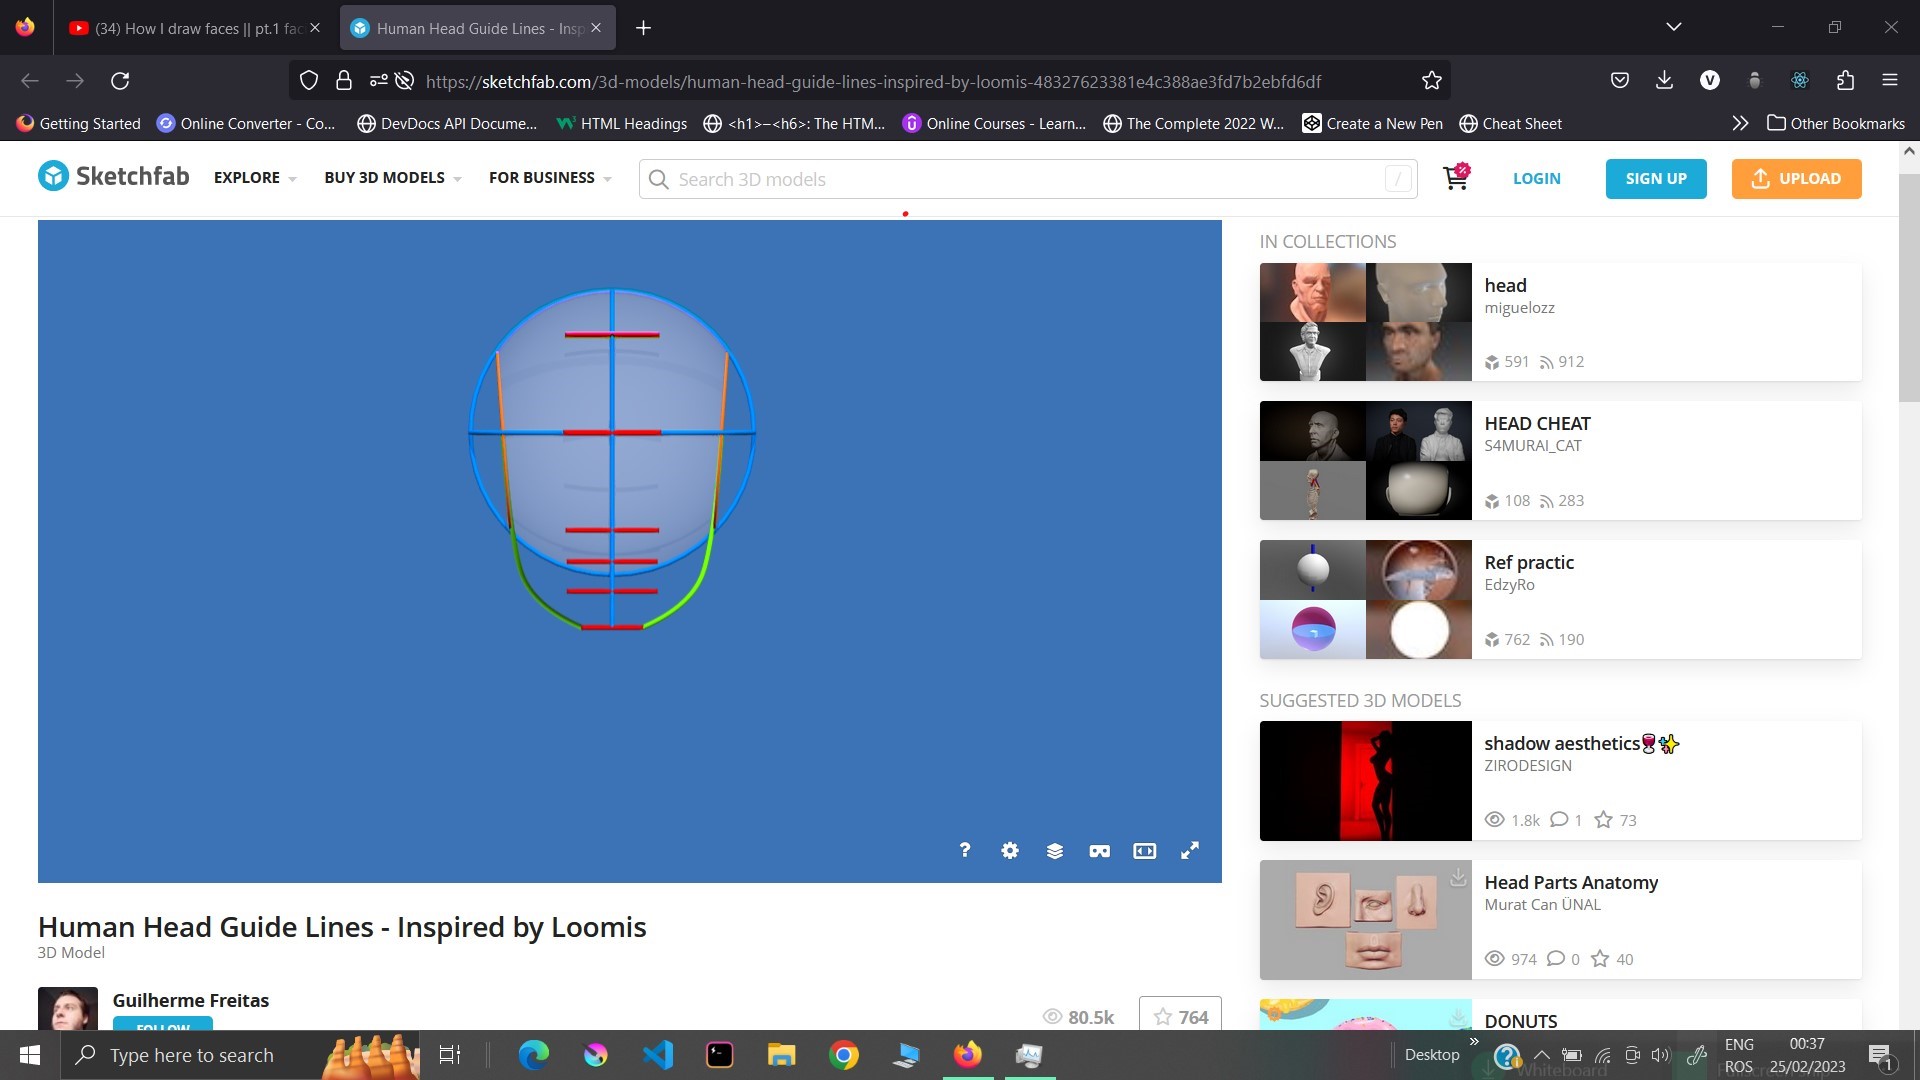 (34) How I draw faces || pt.1 fac
Human Head Guide Lines - Insp
https://sketchfab.com/3d-models/human-head-guide-lines-inspired-by-loomis-48327623381e4c388ae3fd7b2ebfd6df
Getting Started
Online Converter - Co...
DevDocs API Docume...
HTML Headings
<h1>–<h6>: The HTM...
Online Courses - Learn...
The Complete 2022 W...
Create a New Pen
Cheat Sheet
Other Bookmarks
Sketchfab
EXPLORE
BUY 3D MODELS
FOR BUSINESS
Search 3D models
/
LOGIN
SIGN UP
UPLOAD
IN COLLECTIONS
head
miguelozz
591 912
HEAD CHEAT
S4MURAI_CAT
108 283
Ref practic
EdzyRo
762 190
SUGGESTED 3D MODELS
shadow aesthetics🍷✨
ZIRODESIGN
1.8k 1 73
Head Parts Anatomy
Murat Can ÜNAL
974 0 40
DONUTS
?
Human Head Guide Lines - Inspired by Loomis
3D Model
Guilherme Freitas
FOLLOW
80.5k
764
Type here to search
Desktop
ENG
ROS
00:37
25/02/2023
1
Whiteboard